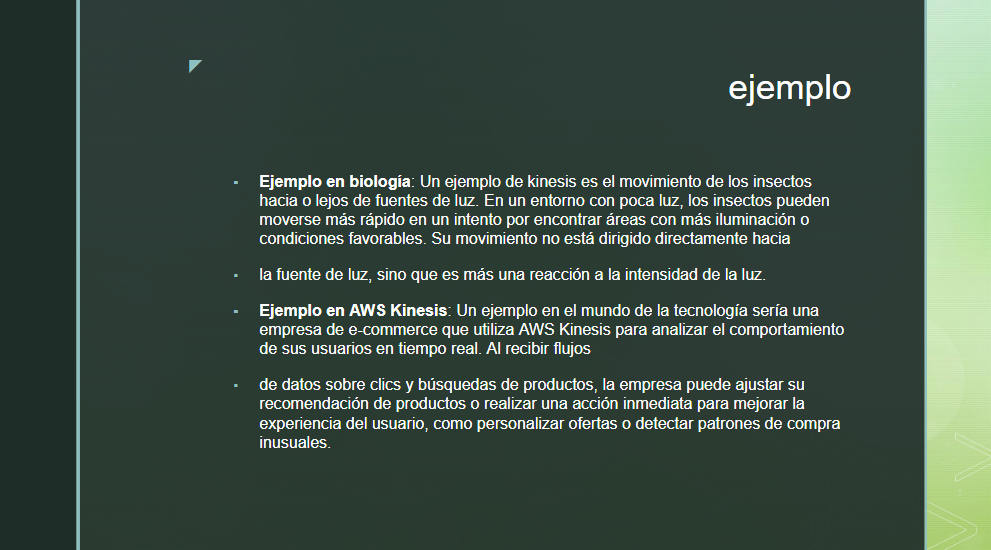 ejemplo
▪ Ejemplo en biología: Un ejemplo de kinesis es el movimiento de los insectos
hacia o lejos de fuentes de luz. En un entorno con poca luz, los insectos pueden
moverse más rápido en un intento por encontrar áreas con más iluminación o
condiciones favorables. Su movimiento no está dirigido directamente hacia
▪ la fuente de luz, sino que es más una reacción a la intensidad de la luz.
▪ Ejemplo en AWS Kinesis: Un ejemplo en el mundo de la tecnología sería una
empresa de e-commerce que utiliza AWS Kinesis para analizar el comportamiento
de sus usuarios en tiempo real. Al recibir flujos
▪ de datos sobre clics y búsquedas de productos, la empresa puede ajustar su
recomendación de productos o realizar una acción inmediata para mejorar la
experiencia del usuario, como personalizar ofertas o detectar patrones de compra
inusuales.